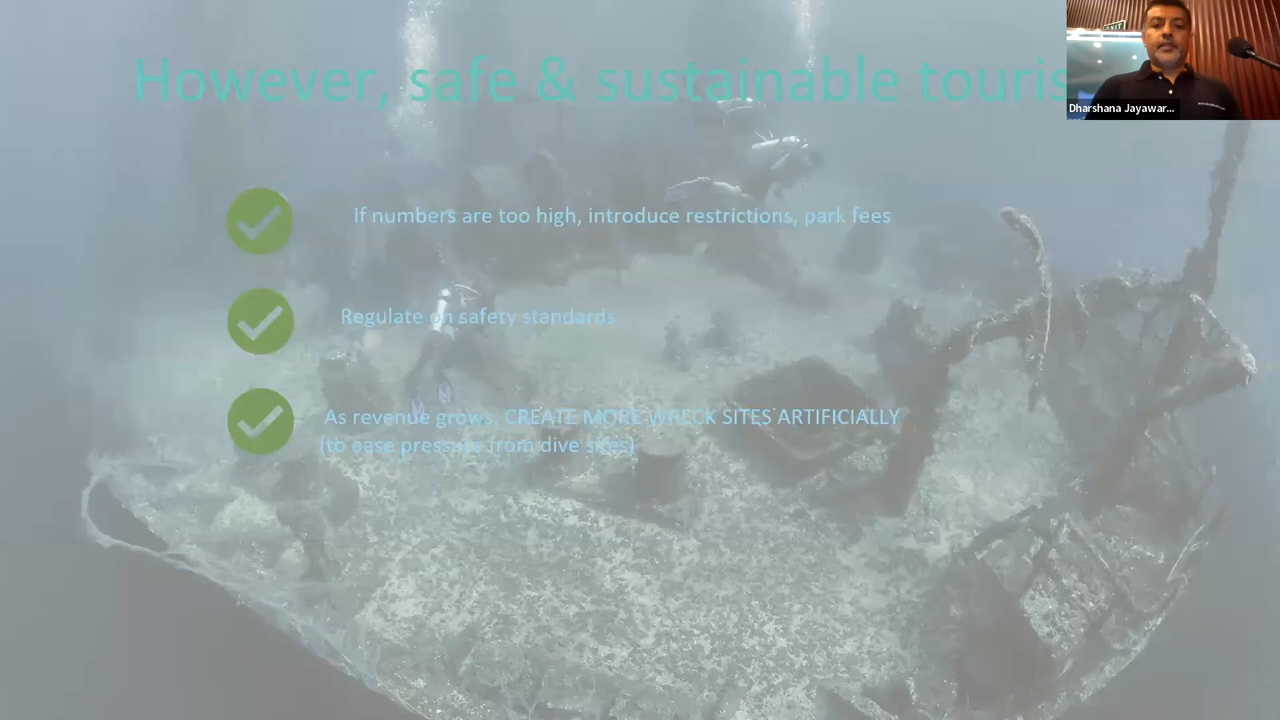 However, safe & sustainable touris
EXIT
Dharshana Jayawar...
If numbers are too high, introduce restrictions, park fees
Regulate on safety standards
As revenue grows, CREATE MORE WRECK SITES ARTIFICIALLY
(to ease pressure from dive sites)